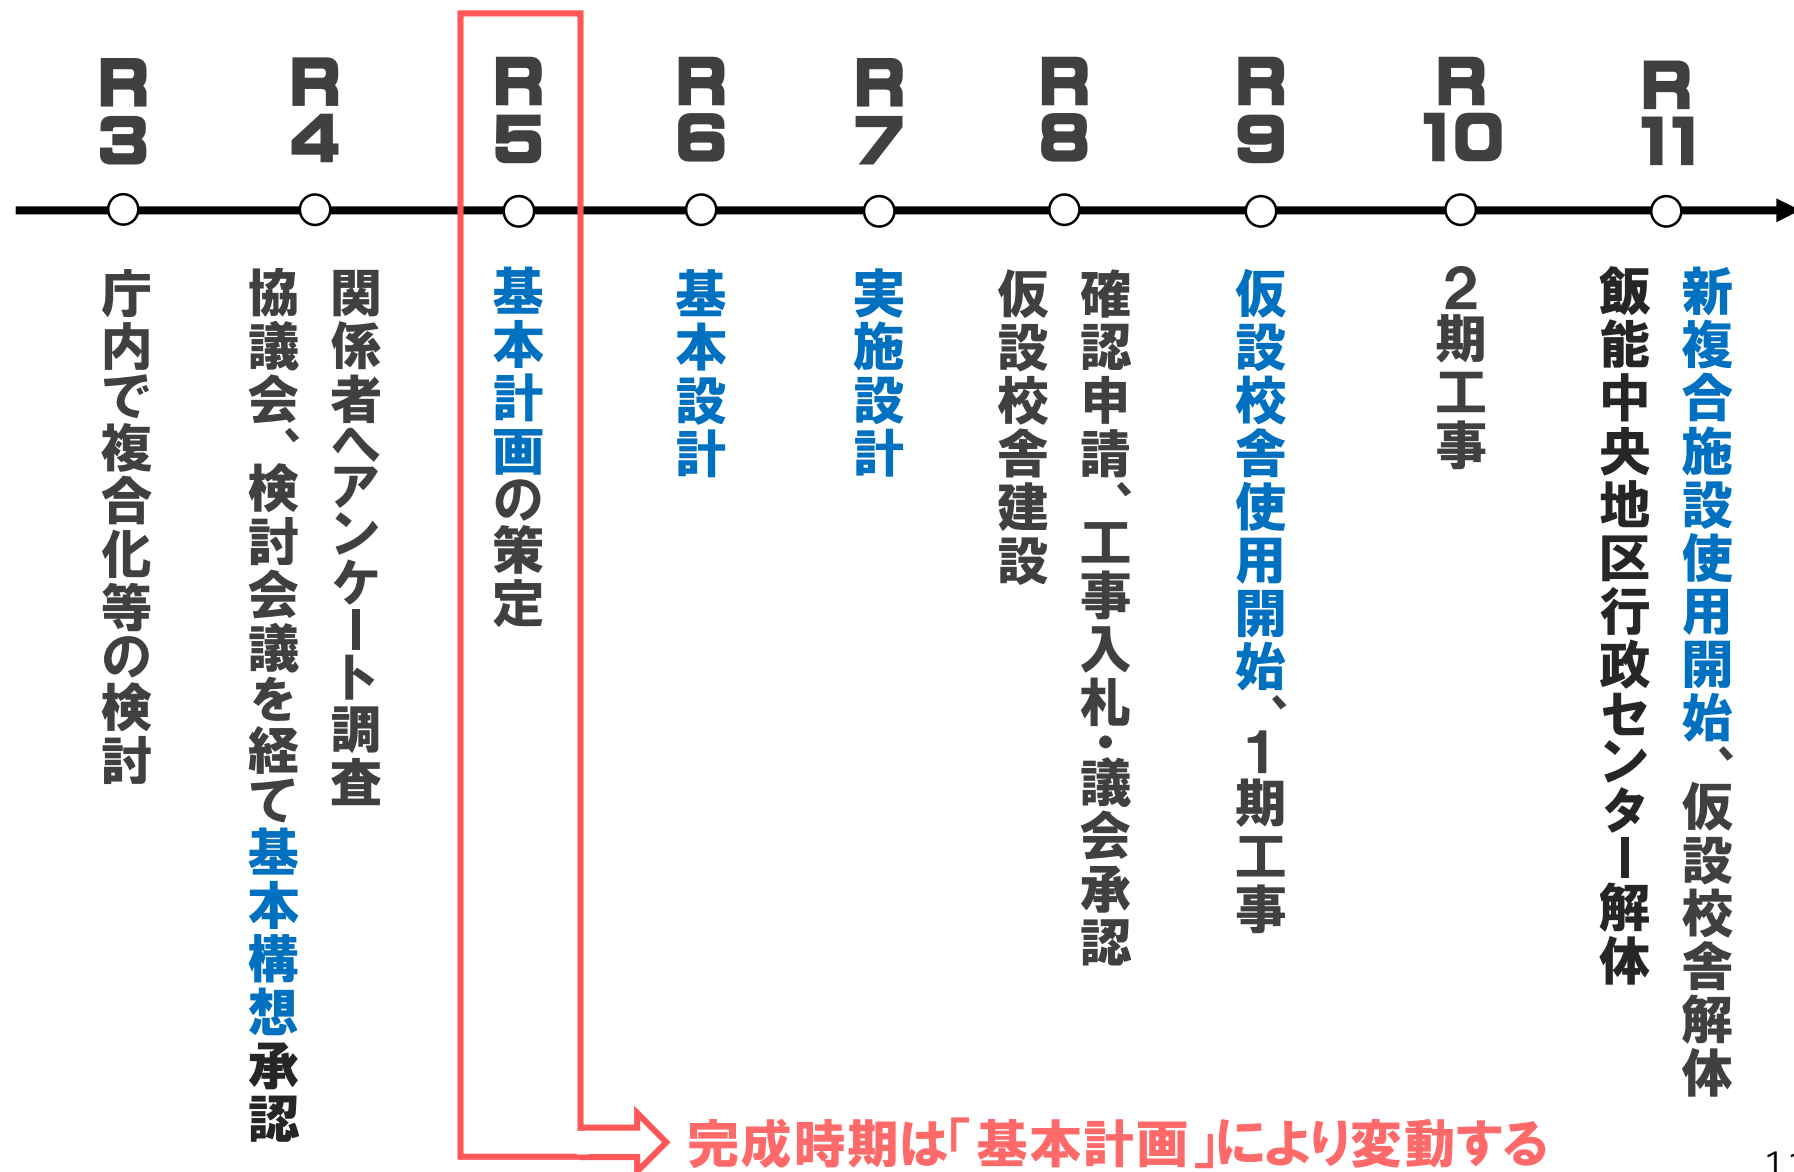 R3
R4
R5
R6
R7
R8
R9
R10
R11
庁内で複合化等の検討
関係者へアンケート調査
協議会、検討会議を経て基本構想承認
基本計画の策定
基本設計
実施設計
確認申請、工事入札・議会承認
仮設校舎建設
仮設校舎使用開始、1期工事
2期工事
新複合施設使用開始、仮設校舎解体
飯能中央地区行政センター解体
完成時期は「基本計画」により変動する